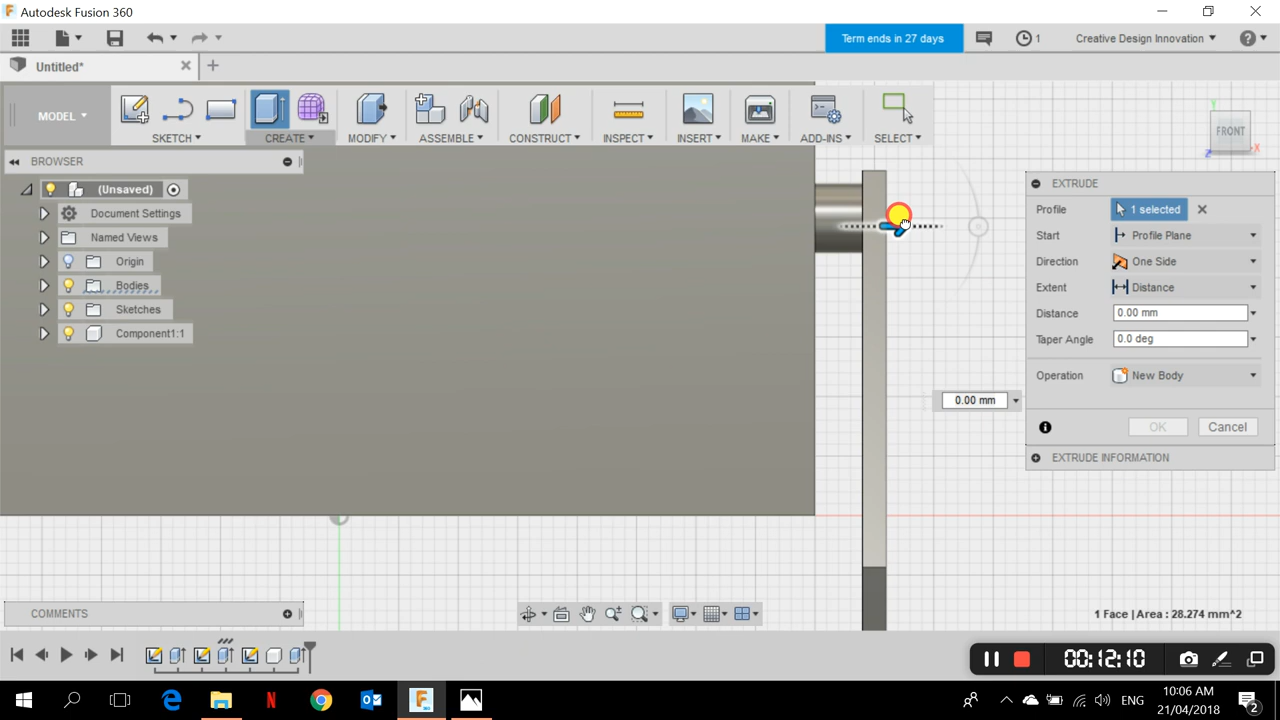 Autodesk Fusion 360
Term ends in 27 days
1
Creative Design Innovation
Untitled*
MODEL
SKETCH
CREATE
MODIFY
ASSEMBLE
CONSTRUCT
INSPECT
INSERT
MAKE
ADD-INS
SELECT
FRONT
Y
X
Z
BROWSER
(Unsaved)
Document Settings
Named Views
Origin
Bodies
Sketches
Component1:1
EXTRUDE
Profile 1 selected
Start Profile Plane
Direction One Side
Extent Distance
Distance 0.00 mm
Taper Angle 0.0 deg
Operation New Body
0.00 mm
OK Cancel
EXTRUDE INFORMATION
COMMENTS
1 Face | Area : 28.274 mm^2
00:12:10
ENG
10:06 AM
21/04/2018
2